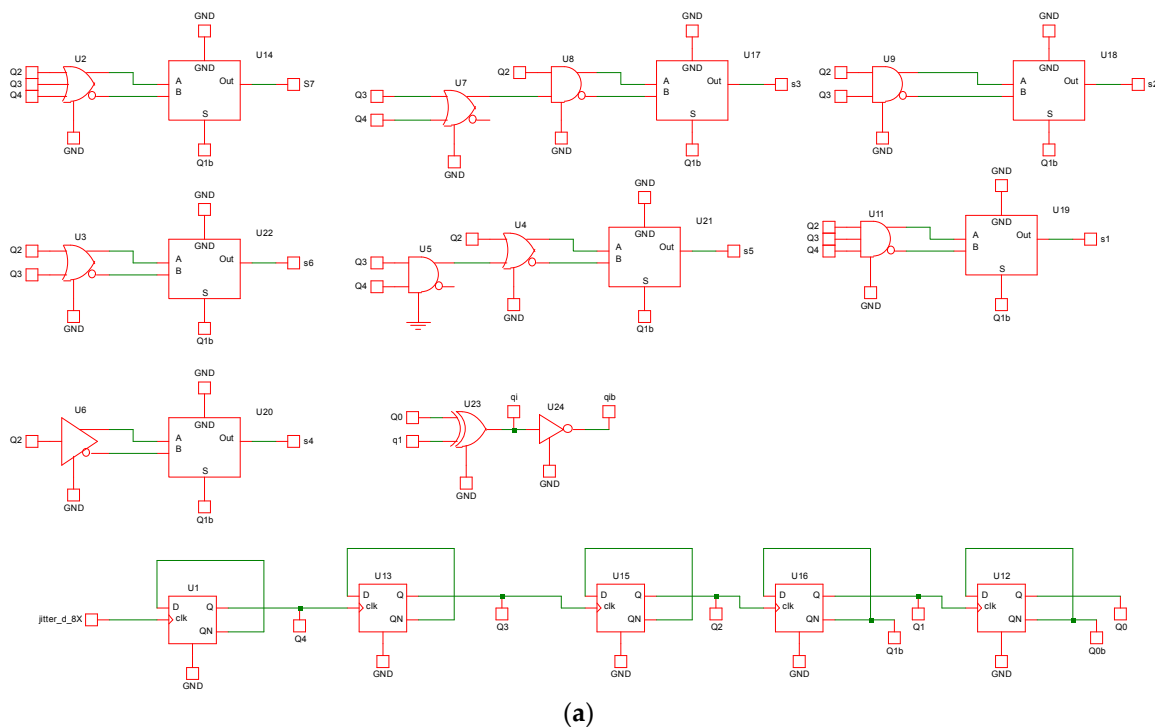 GND GND GND
U2 U14 U8 U17 U9 U18
Q2 Q3 Q4 A B GND Out S S7
Q3 Q4 U7 Q2 A B GND Out S s3
Q2 Q3 A B GND Out S s2
GND Q1b GND GND Q1b GND Q1b
GND GND GND
U3 U22 U5 U4 U21 U11 U19
Q2 Q3 A B GND Out S s6
Q3 Q4 Q2 A B GND Out S s5
Q2 Q3 Q4 A B GND Out S s1
GND Q1b GND Q1b GND Q1b
GND
U6 U20 U23 qi U24 qib
Q2 A B GND Out S s4
Q0 q1
GND Q1b GND GND
U1 U13 U15 U16 U12
jitter_d_8X D clk Q QN Q4
D clk Q QN Q3
D clk Q QN Q2
D clk Q QN Q1 Q1b
D clk Q QN Q0 Q0b
GND GND GND GND GND
(a)